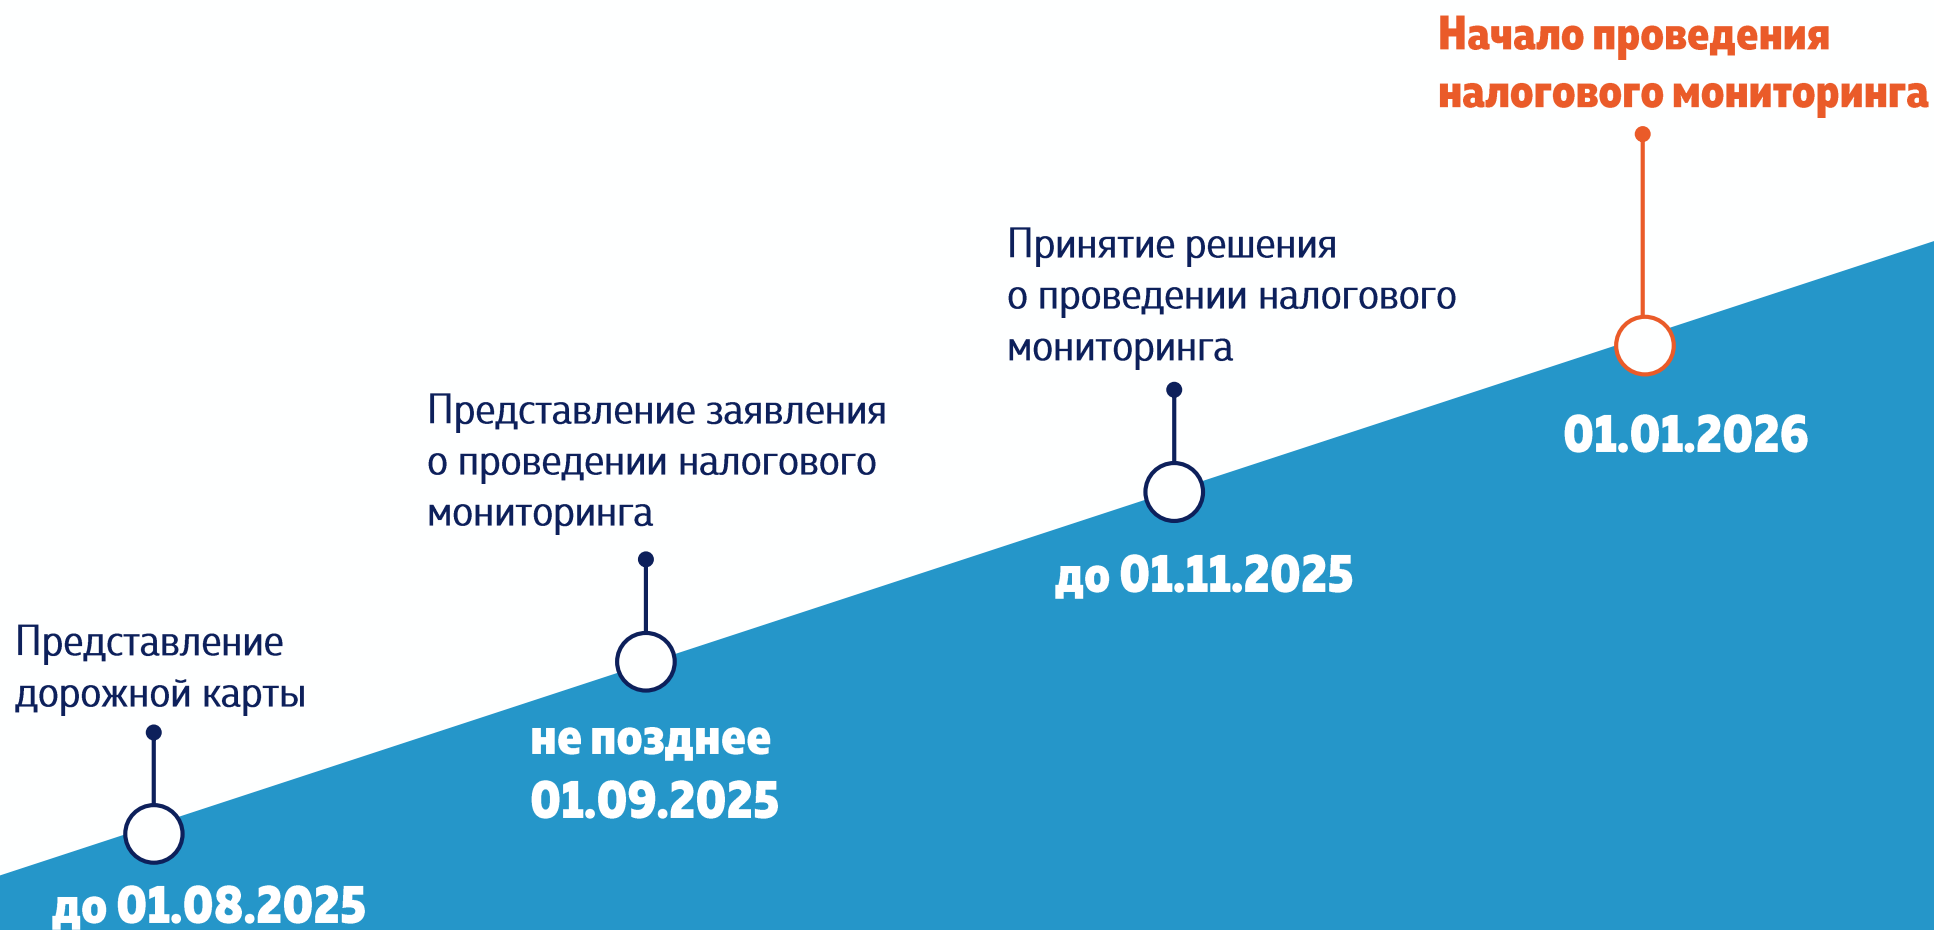 Начало проведения
налогового мониторинга
01.01.2026
Принятие решения
о проведении налогового
мониторинга
до 01.11.2025
Представление заявления
о проведении налогового
мониторинга
не позднее
01.09.2025
Представление
дорожной карты
до 01.08.2025